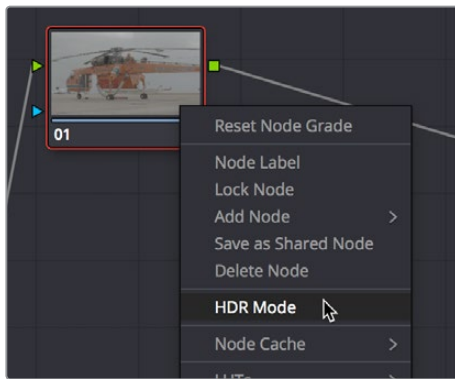 01
Reset Node Grade
Node Label
Lock Node
Add Node >
Save as Shared Node
Delete Node
HDR Mode
Node Cache >
LUTs >